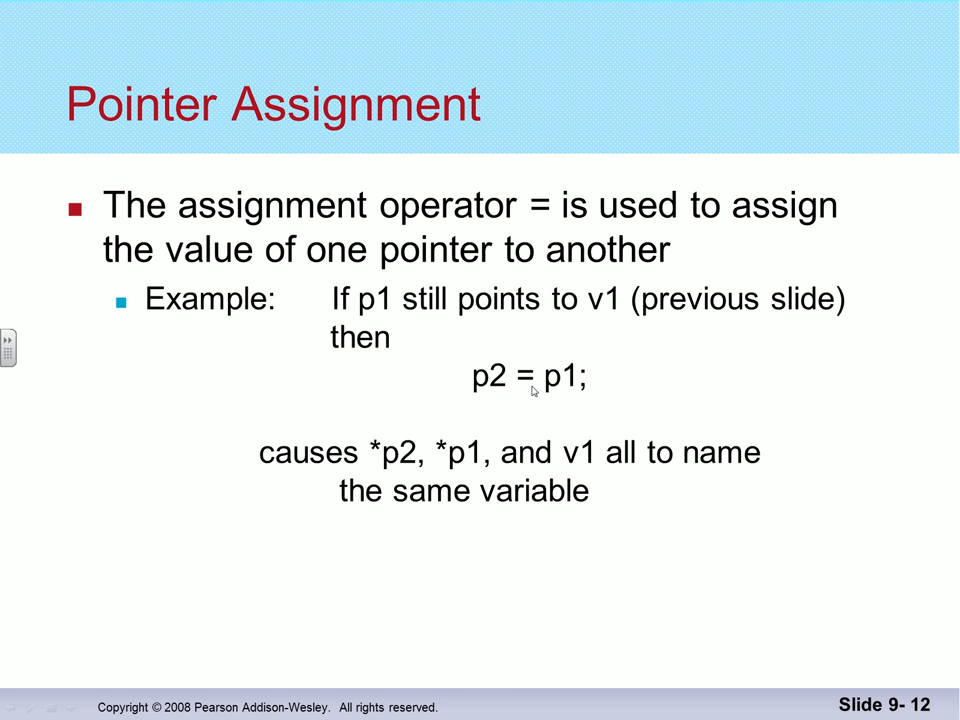 Pointer Assignment
The assignment operator = is used to assign
the value of one pointer to another
Example: If p1 still points to v1 (previous slide)
then
p2 = p1;
causes *p2, *p1, and v1 all to name
the same variable
Copyright © 2008 Pearson Addison-Wesley. All rights reserved.
Slide 9- 12